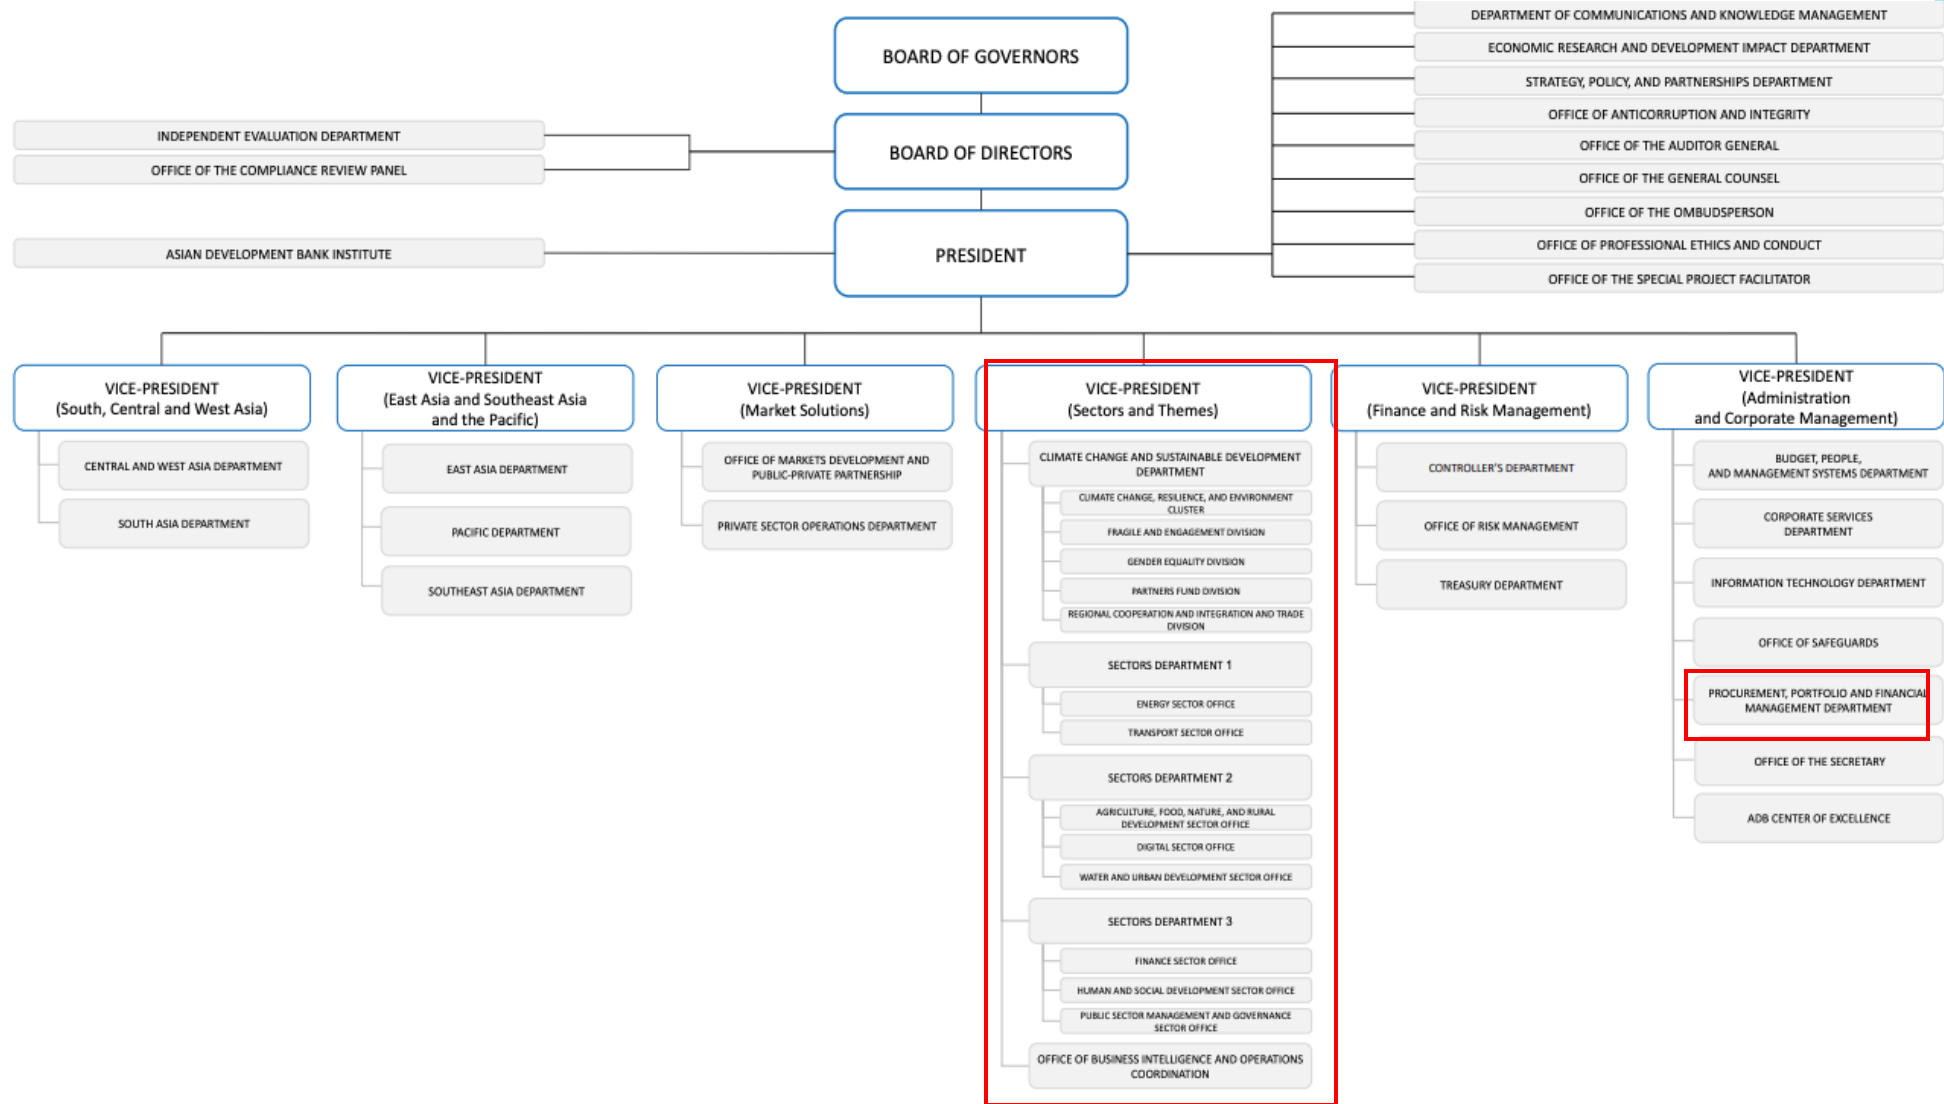 BOARD OF GOVERNORS
BOARD OF DIRECTORS
PRESIDENT
INDEPENDENT EVALUATION DEPARTMENT
OFFICE OF THE COMPLIANCE REVIEW PANEL
ASIAN DEVELOPMENT BANK INSTITUTE
DEPARTMENT OF COMMUNICATIONS AND KNOWLEDGE MANAGEMENT
ECONOMIC RESEARCH AND DEVELOPMENT IMPACT DEPARTMENT
STRATEGY, POLICY, AND PARTNERSHIPS DEPARTMENT
OFFICE OF ANTICORRUPTION AND INTEGRITY
OFFICE OF THE AUDITOR GENERAL
OFFICE OF THE GENERAL COUNSEL
OFFICE OF THE OMBUDSPERSON
OFFICE OF PROFESSIONAL ETHICS AND CONDUCT
OFFICE OF THE SPECIAL PROJECT FACILITATOR
VICE-PRESIDENT
(South, Central and West Asia)
CENTRAL AND WEST ASIA DEPARTMENT
SOUTH ASIA DEPARTMENT
VICE-PRESIDENT
(East Asia and Southeast Asia
and the Pacific)
EAST ASIA DEPARTMENT
PACIFIC DEPARTMENT
SOUTHEAST ASIA DEPARTMENT
VICE-PRESIDENT
(Market Solutions)
OFFICE OF MARKETS DEVELOPMENT AND
PUBLIC-PRIVATE PARTNERSHIP
PRIVATE SECTOR OPERATIONS DEPARTMENT
VICE-PRESIDENT
(Sectors and Themes)
CLIMATE CHANGE AND SUSTAINABLE DEVELOPMENT
DEPARTMENT
CLIMATE CHANGE, RESILIENCE, AND ENVIRONMENT
CLUSTER
FRAGILE AND ENGAGEMENT DIVISION
GENDER EQUALITY DIVISION
PARTNERS FUND DIVISION
REGIONAL COOPERATION AND INTEGRATION AND TRADE
DIVISION
SECTORS DEPARTMENT 1
ENERGY SECTOR OFFICE
TRANSPORT SECTOR OFFICE
SECTORS DEPARTMENT 2
AGRICULTURE, FOOD, NATURE, AND RURAL
DEVELOPMENT SECTOR OFFICE
DIGITAL SECTOR OFFICE
WATER AND URBAN DEVELOPMENT SECTOR OFFICE
SECTORS DEPARTMENT 3
FINANCE SECTOR OFFICE
HUMAN AND SOCIAL DEVELOPMENT SECTOR OFFICE
PUBLIC SECTOR MANAGEMENT AND GOVERNANCE
SECTOR OFFICE
OFFICE OF BUSINESS INTELLIGENCE AND OPERATIONS
COORDINATION
VICE-PRESIDENT
(Finance and Risk Management)
CONTROLLER'S DEPARTMENT
OFFICE OF RISK MANAGEMENT
TREASURY DEPARTMENT
VICE-PRESIDENT
(Administration
and Corporate Management)
BUDGET, PEOPLE,
AND MANAGEMENT SYSTEMS DEPARTMENT
CORPORATE SERVICES
DEPARTMENT
INFORMATION TECHNOLOGY DEPARTMENT
OFFICE OF SAFEGUARDS
PROCUREMENT, PORTFOLIO AND FINANCIAL
MANAGEMENT DEPARTMENT
OFFICE OF THE SECRETARY
ADB CENTER OF EXCELLENCE